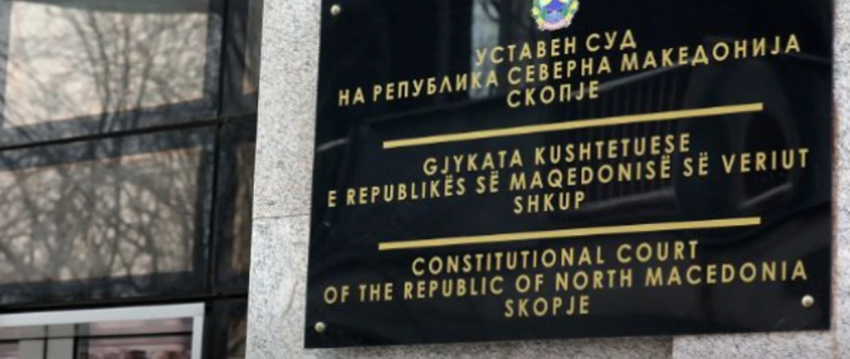 УСТАВЕН СУД
НА РЕПУБЛИКА СЕВЕРНА МАКЕДОНИЈА
СКОПЈЕ
GJYKATA KUSHTETUESE
E REPUBLIKËS SË MAQEDONISË SË VERIUT
SHKUP
CONSTITUTIONAL COURT
OF THE REPUBLIC OF NORTH MACEDONIA
SKOPJE